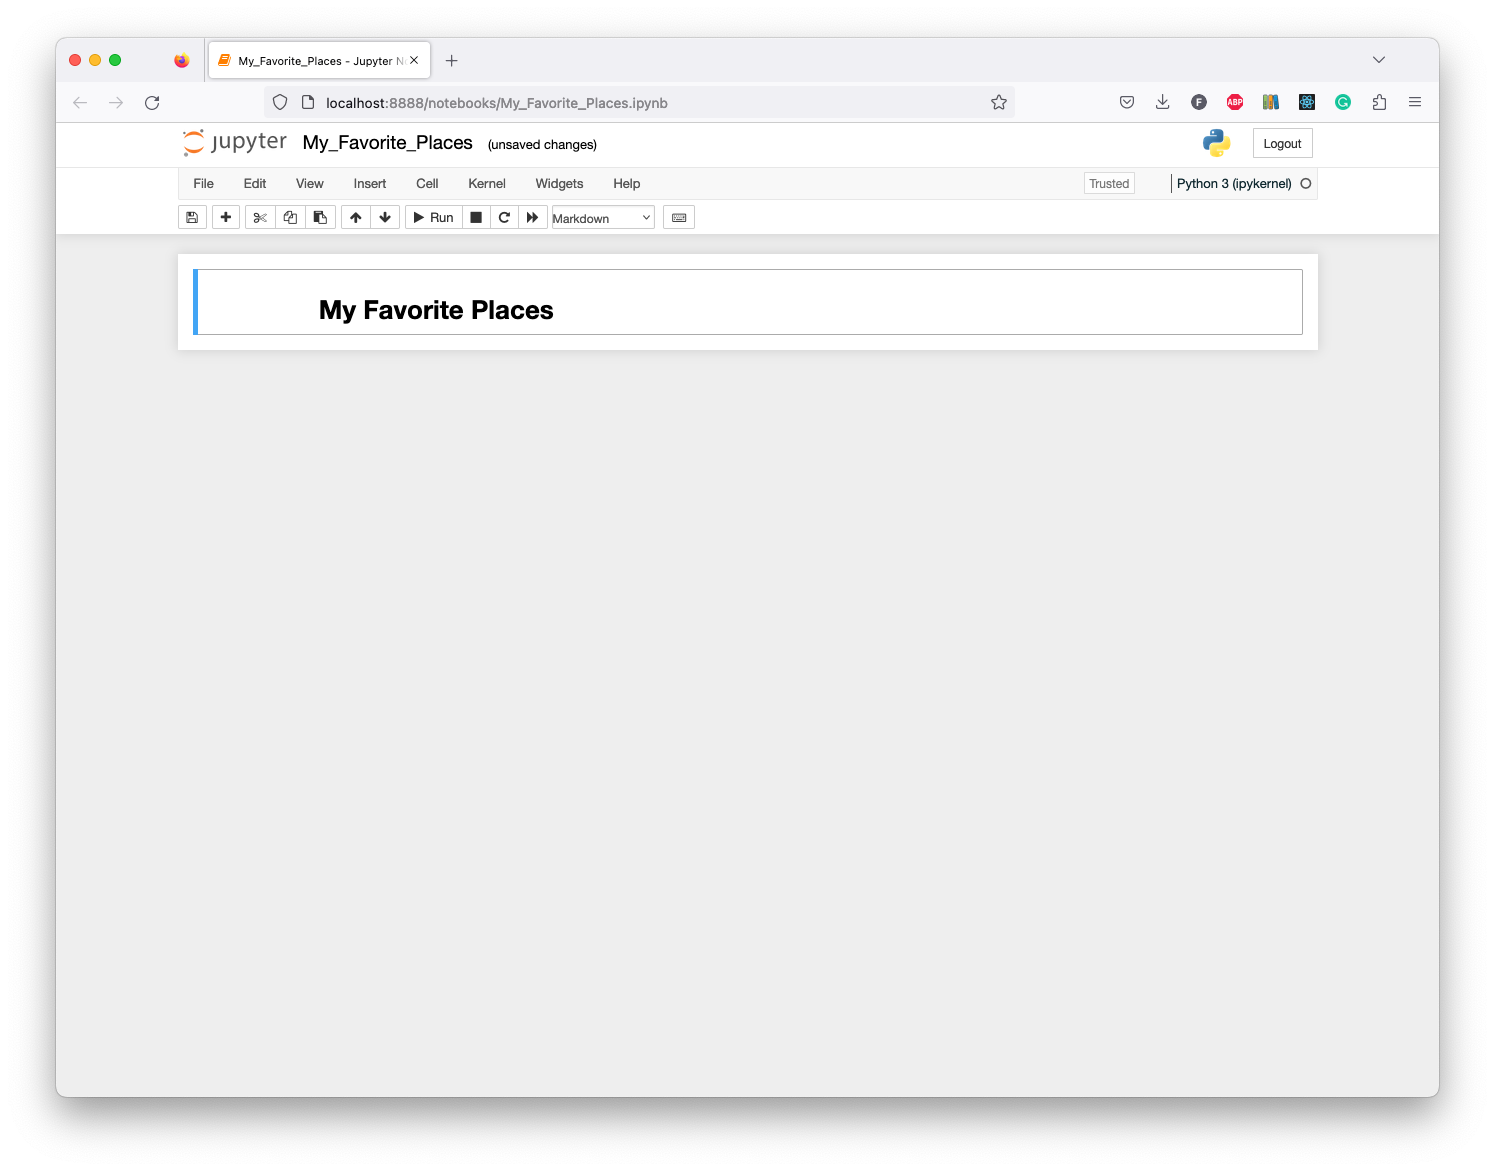 My_Favorite_Places - Jupyter N
localhost:8888/notebooks/My_Favorite_Places.ipynb
F
ABP
jupyter My_Favorite_Places (unsaved changes)
Logout
File Edit View Insert Cell Kernel Widgets Help
Trusted
Python 3 (ipykernel)
Run
Markdown
My Favorite Places